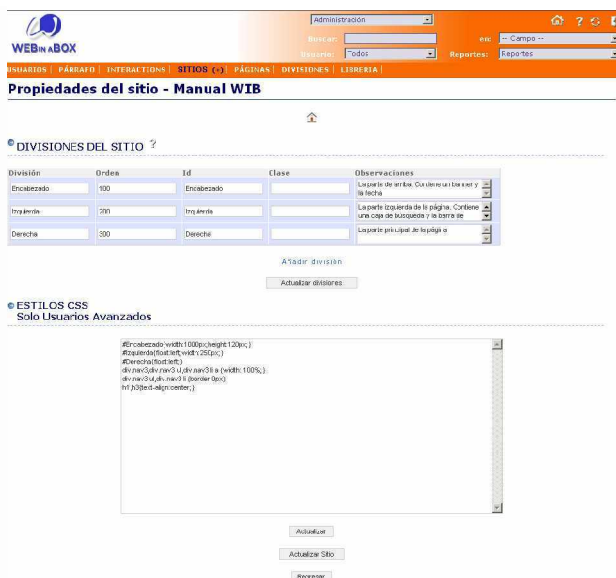 WEBINABOX
Administración
Buscar: en: -- Campo --
Usuario: Todos Reportes: Reportes
USUARIOS | PÁRRAFO | INTERACTIONS | SITIOS (+) | PÁGINAS | DIVISIONES | LIBRERIA |
Propiedades del sitio - Manual WIB
DIVISIONES DEL SITIO ?
División Orden Id Clase Observaciones
Encabezado 100 Encabezado La parte de arriba. Contiene un banner y la fecha
Izquierda 200 Izquierda La parte izquierda de la página. Contiene una caja de búsqueda y la barra de
Derecha 300 Derecha La parte principal de la página
Añadir división
Actualizar divisiones
ESTILOS CSS
Solo Usuarios Avanzados
#Encabezado{width:1000px;height:120px;}
#Izquierda{float:left;width:250px;}
#Derecha{float:left;}
div.nav3,div.nav3 ul,div.nav3 li a {width:100%;}
div.nav3 ul,div.nav3 li {border:0px}
h1,h3{text-align:center;}
Actualizar
Actualizar Sitio
Regresar